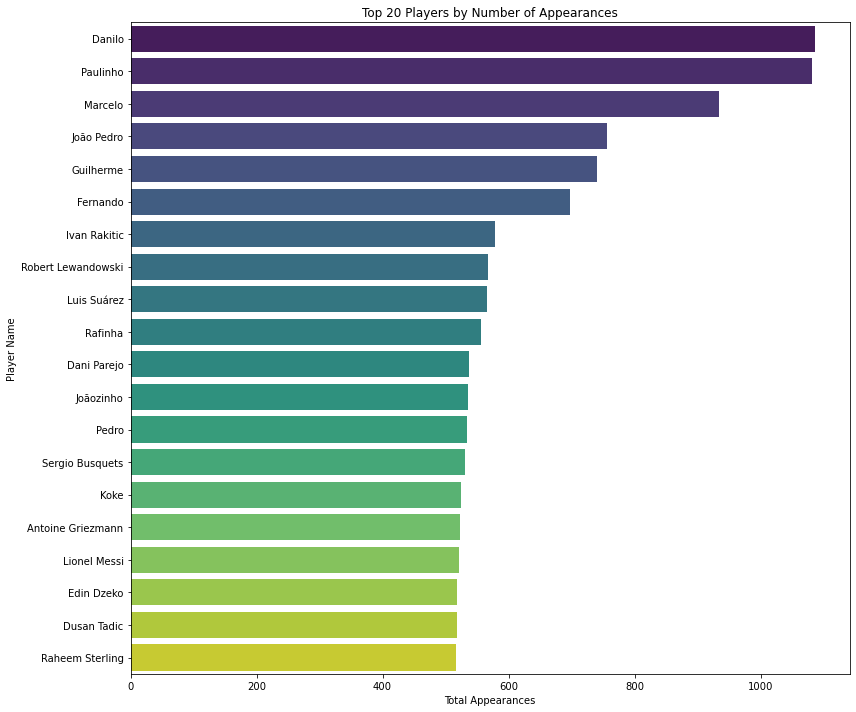 Top 20 Players by Number of Appearances
Player Name
Danilo
Paulinho
Marcelo
João Pedro
Guilherme
Fernando
Ivan Rakitic
Robert Lewandowski
Luis Suárez
Rafinha
Dani Parejo
Joãozinho
Pedro
Sergio Busquets
Koke
Antoine Griezmann
Lionel Messi
Edin Dzeko
Dusan Tadic
Raheem Sterling
0 200 400 600 800 1000
Total Appearances